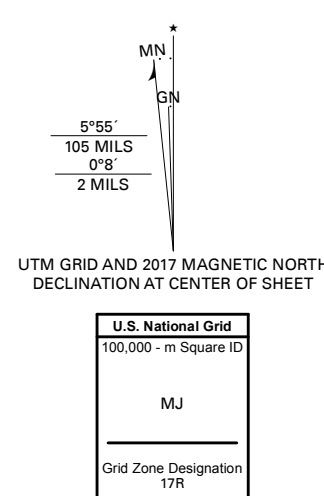 ★
MN
GN
5°55´
105 MILS
0°8´
2 MILS
UTM GRID AND 2017 MAGNETIC NORTH
DECLINATION AT CENTER OF SHEET
U.S. National Grid
100,000 - m Square ID
MJ
Grid Zone Designation
17R